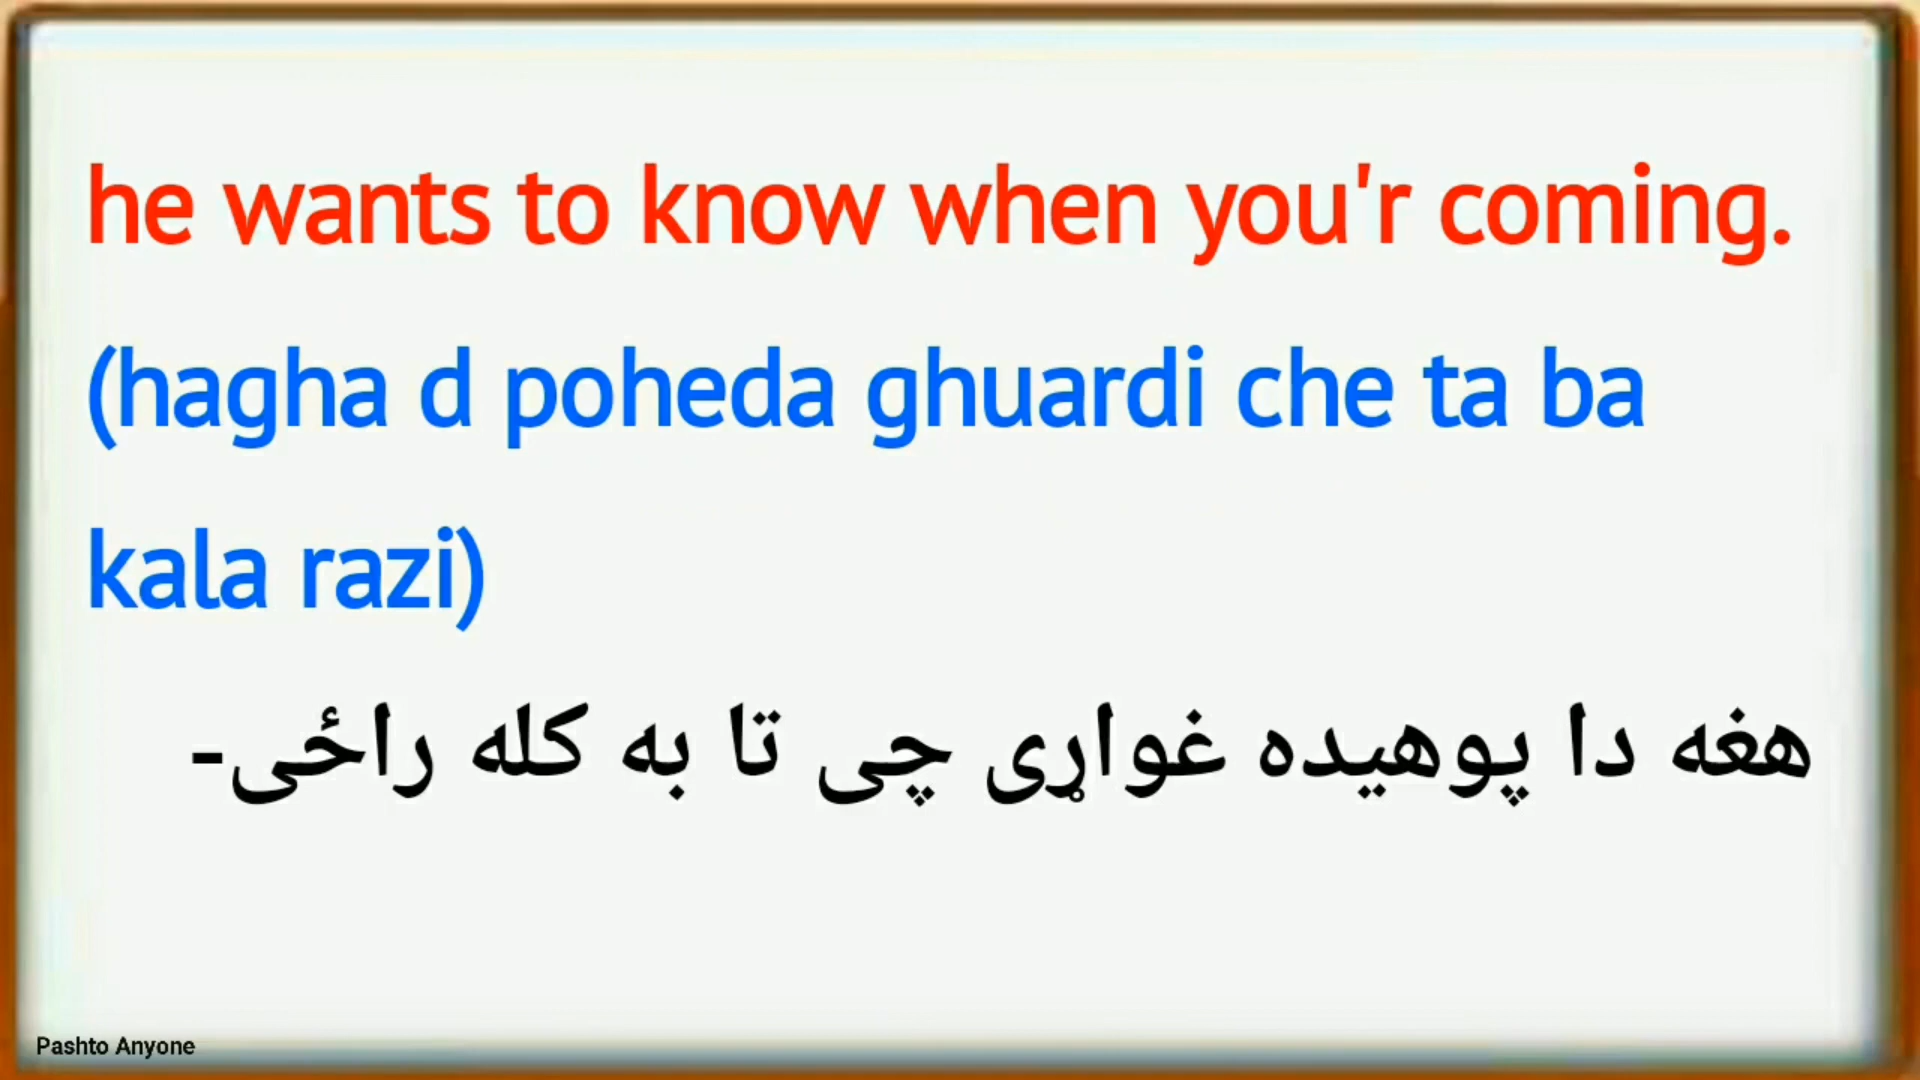 he wants to know when you'r coming.
(hagha d poheda ghuardi che ta ba
kala razi)
هغه دا پوهیده غواړی چی تا به کله راځی-
Pashto Anyone